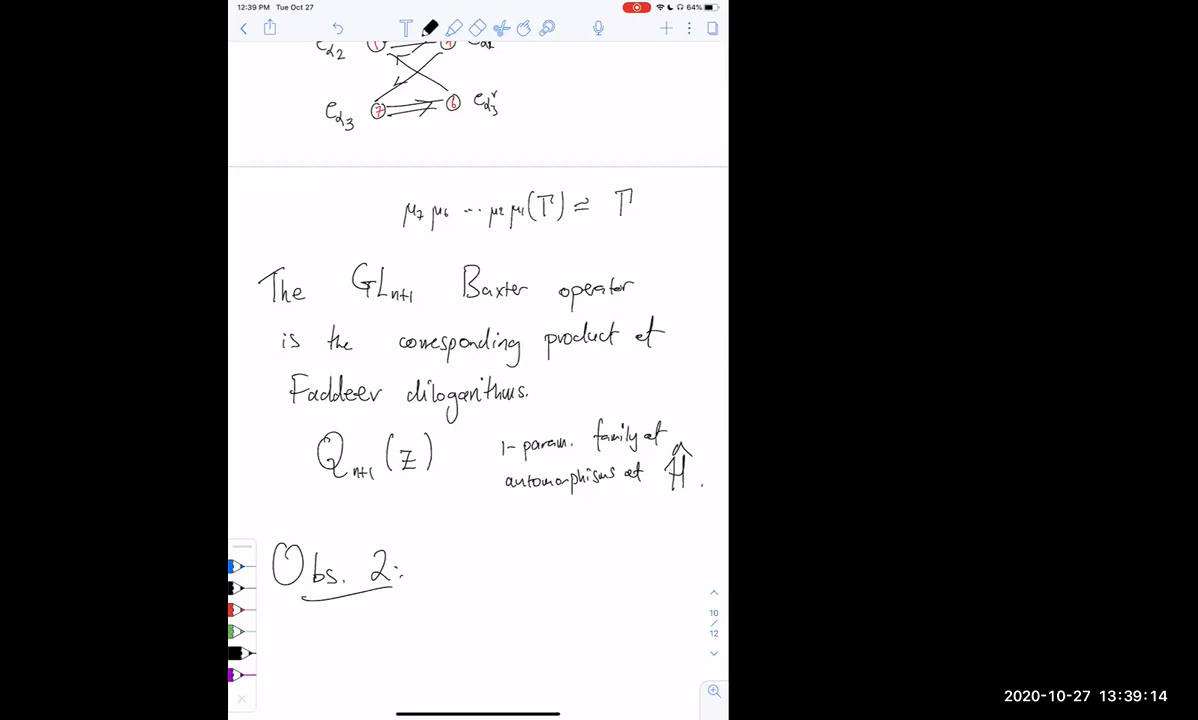 12:39 PM Tue Oct 27
64%
T
e_{α_2} 1
e_{α_3} 7 6 e_{α_3^v}
μ_7 μ_6 ... μ_2 μ_1 (Γ) ≃ Γ
The GL_{n+1} Baxter operator
is the corresponding product of
Faddeev dilogarithms.
Q_{n+1}(z)
1-param. family of
automorphisms of Ĥ.
Obs. 2:
10
/
12
2020-10-27 13:39:14